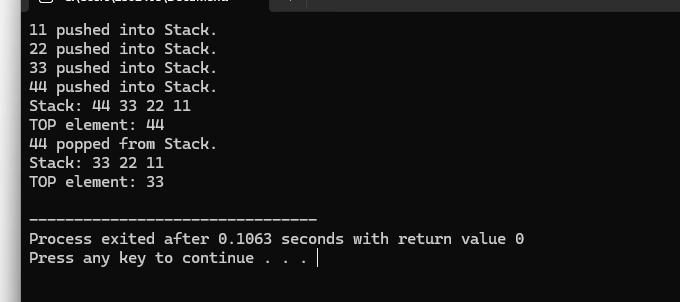 11 pushed into Stack.
22 pushed into Stack.
33 pushed into Stack.
44 pushed into Stack.
Stack: 44 33 22 11
TOP element: 44
44 popped from Stack.
Stack: 33 22 11
TOP element: 33
--------------------------------
Process exited after 0.1063 seconds with return value 0
Press any key to continue . . .